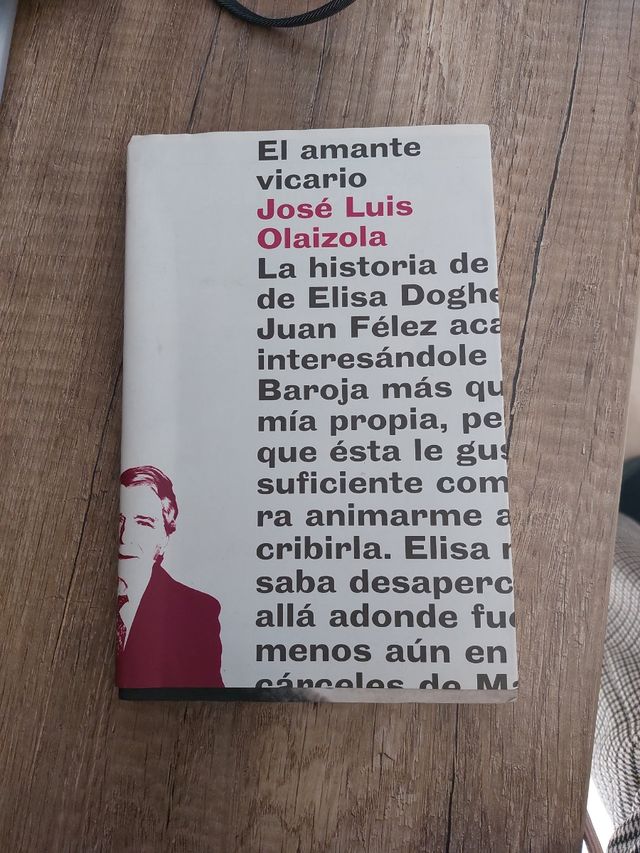 El amante
vicario
José Luis
Olaizola
La historia de
de Elisa Doghe
Juan Félez aca
interesándole
Baroja más qu
mía propia, pe
que ésta le gus
suficiente com
ra animarme a
cribirla. Elisa n
saba desaperc
allá adonde fue
menos aún en
cárceles de Ma